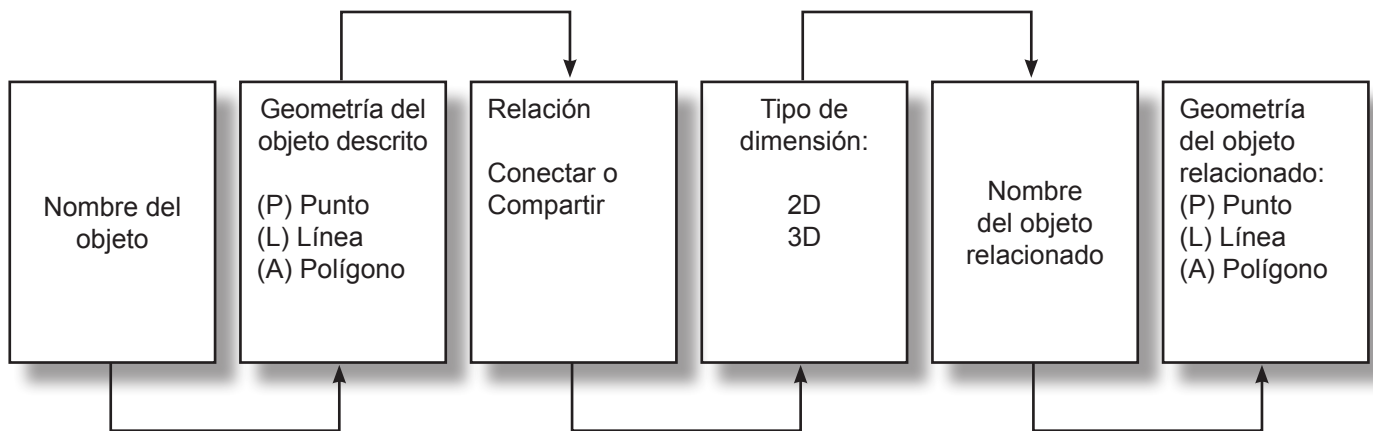 Nombre del
objeto
Geometría del
objeto descrito
(P) Punto
(L) Línea
(A) Polígono
Relación
Conectar o
Compartir
Tipo de
dimensión:
2D
3D
Nombre
del objeto
relacionado
Geometría
del objeto
relacionado:
(P) Punto
(L) Línea
(A) Polígono